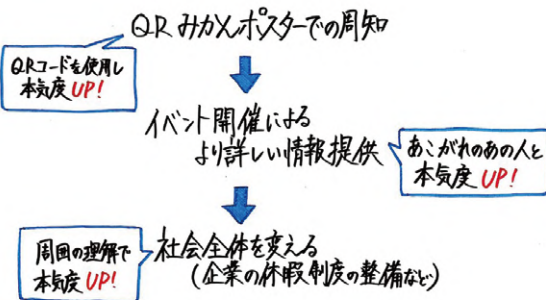 QRみかんポスターでの周知
QRコードを使用し
本気度UP!
イベント開催による
より詳しい情報提供
あこがれのあの人と
本気度UP!
周囲の理解で
本気度UP!
社会全体を変える
(企業の休暇制度の整備など)